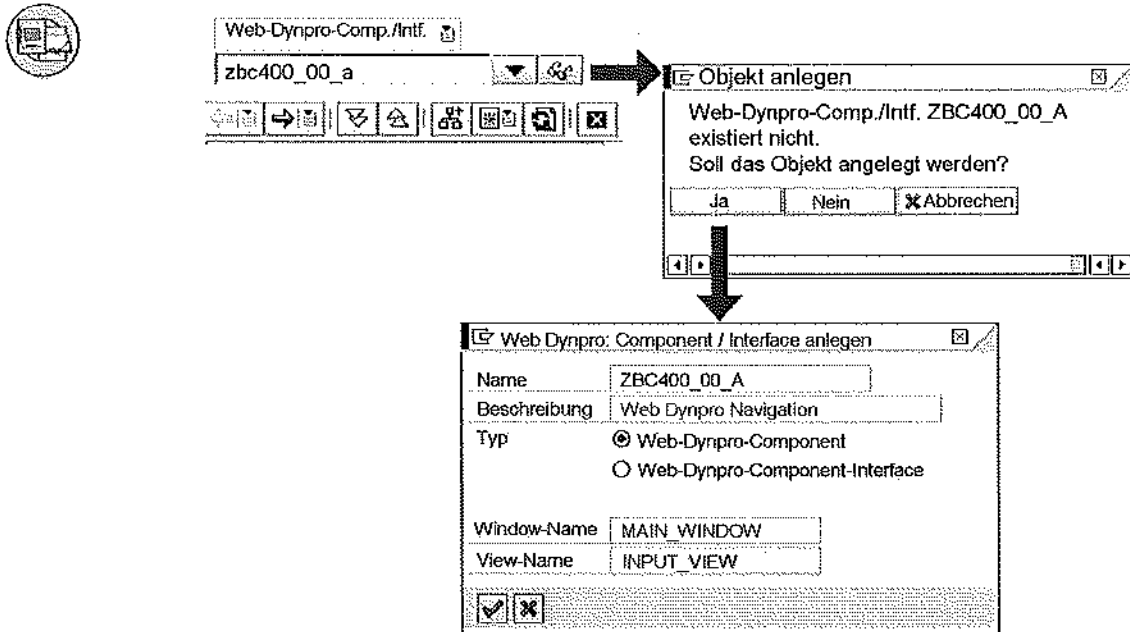 Web-Dynpro-Comp./Intf.
zbc400_00_a
Objekt anlegen
Web-Dynpro-Comp./Intf. ZBC400_00_A
existiert nicht.
Soll das Objekt angelegt werden?
Ja Nein Abbrechen
Web Dynpro: Component / Interface anlegen
Name ZBC400_00_A
Beschreibung Web Dynpro Navigation
Typ Web-Dynpro-Component
Web-Dynpro-Component-Interface
Window-Name MAIN_WINDOW
View-Name INPUT_VIEW